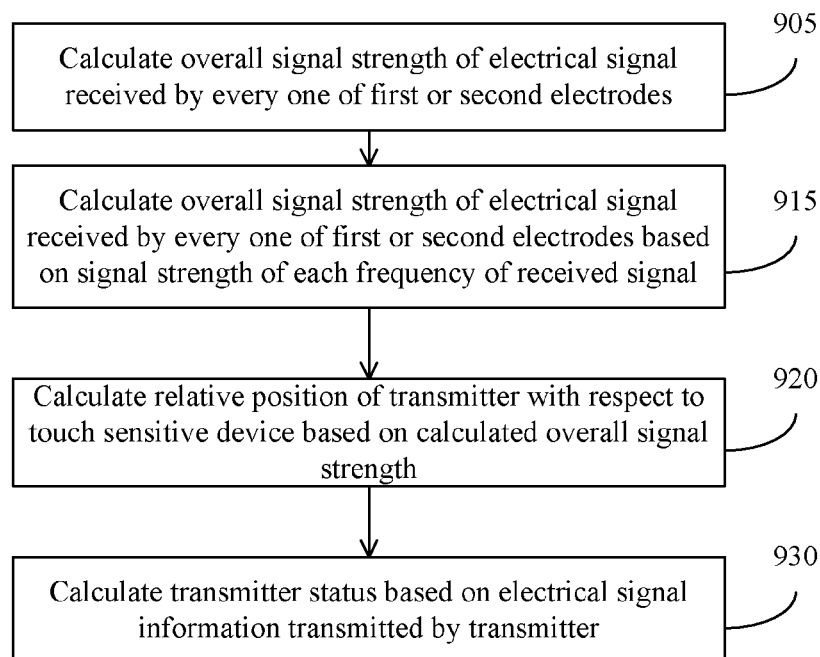 905
Calculate overall signal strength of electrical signal
received by every one of first or second electrodes
915
Calculate overall signal strength of electrical signal
received by every one of first or second electrodes based
on signal strength of each frequency of received signal
920
Calculate relative position of transmitter with respect to
touch sensitive device based on calculated overall signal
strength
930
Calculate transmitter status based on electrical signal
information transmitted by transmitter